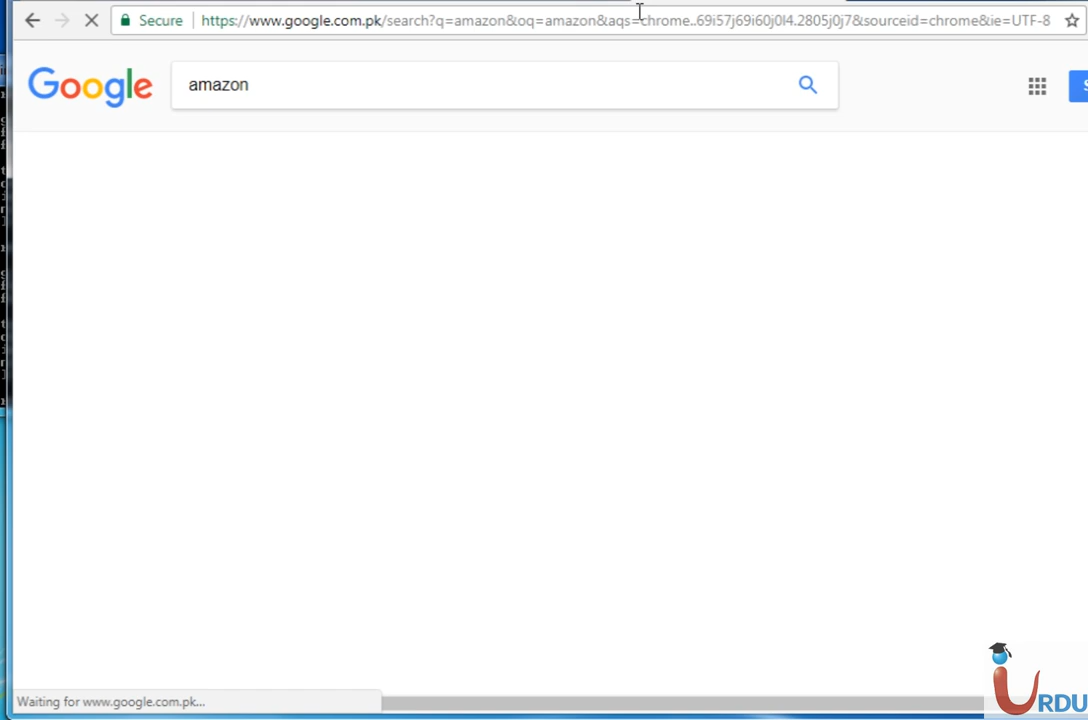 Secure https://www.google.com.pk/search?q=amazon&oq=amazon&aqs=chrome..69i57j69i60j0l4.2805j0j7&sourceid=chrome&ie=UTF-8
Google amazon
Waiting for www.google.com.pk...
URDU